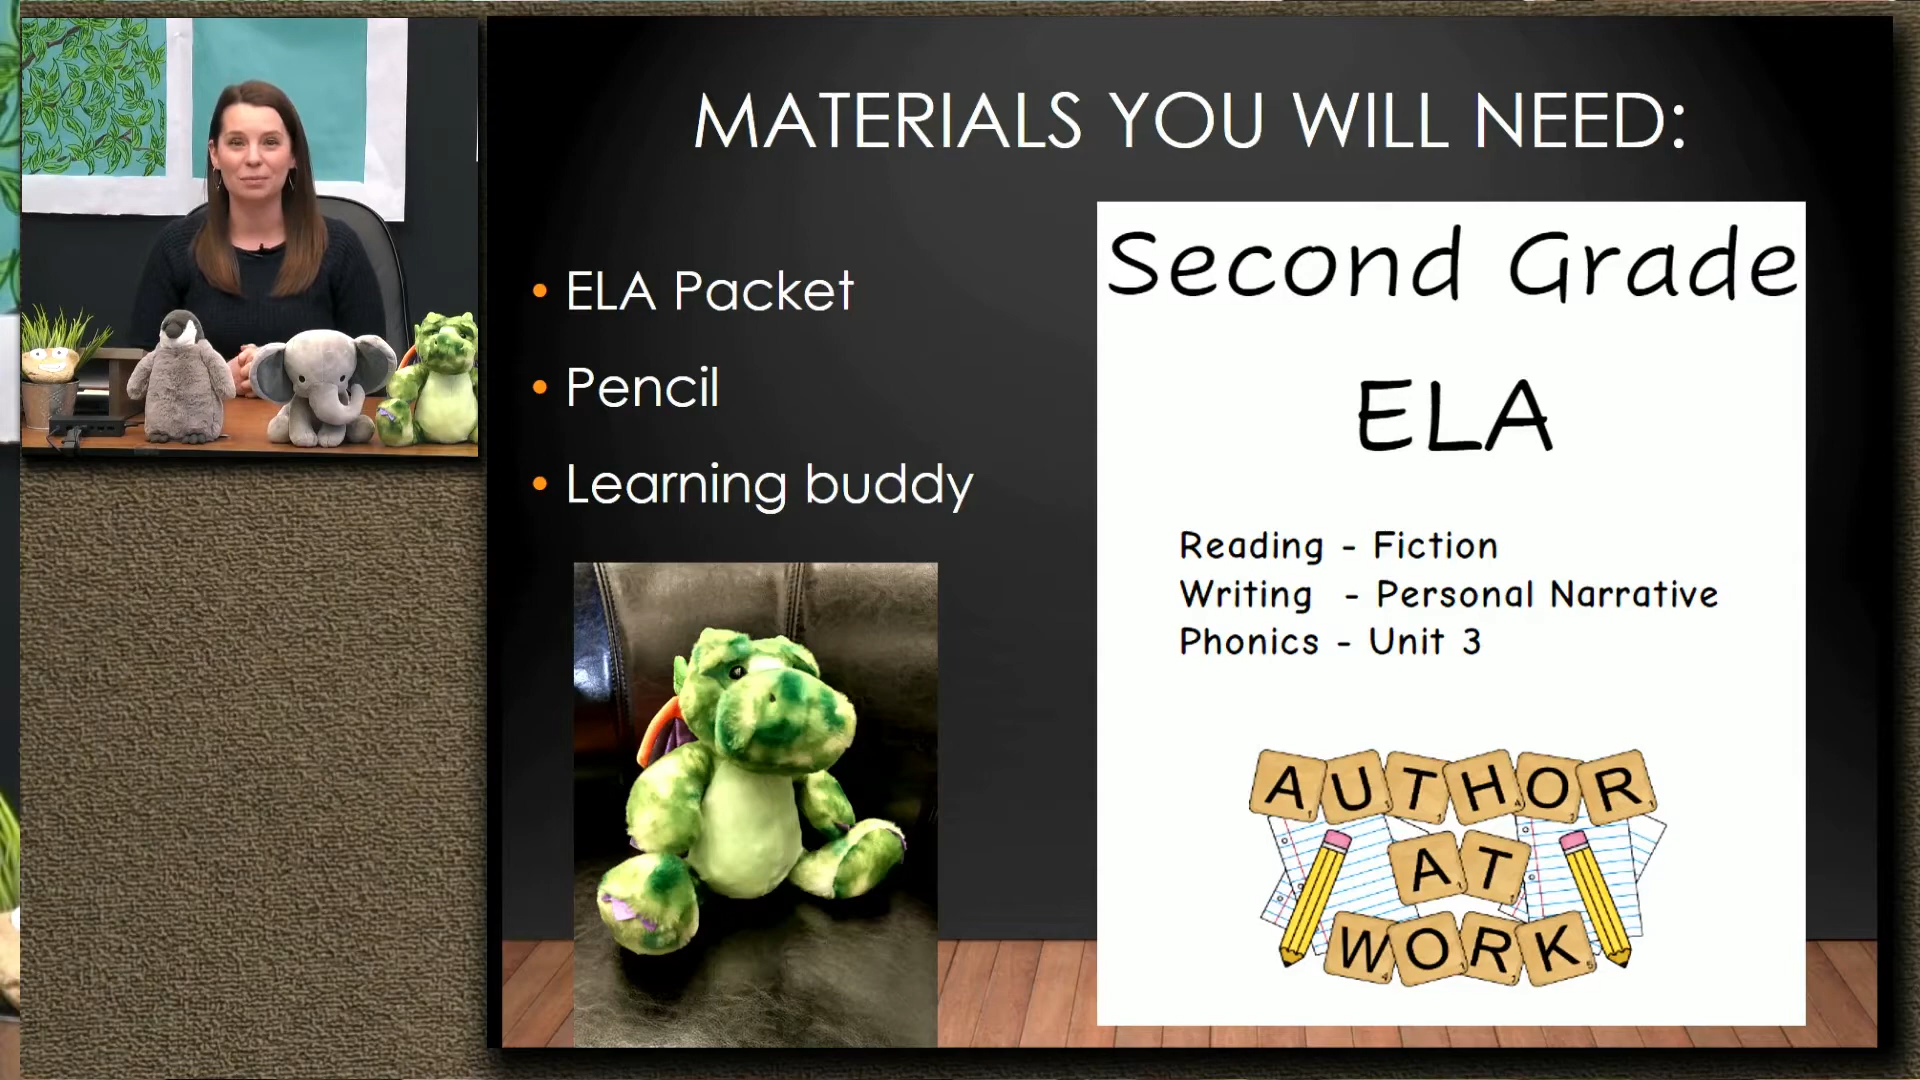 MATERIALS YOU WILL NEED:
• ELA Packet
• Pencil
• Learning buddy
Second Grade
ELA
Reading - Fiction
Writing - Personal Narrative
Phonics - Unit 3
AUTHOR
AT
WORK